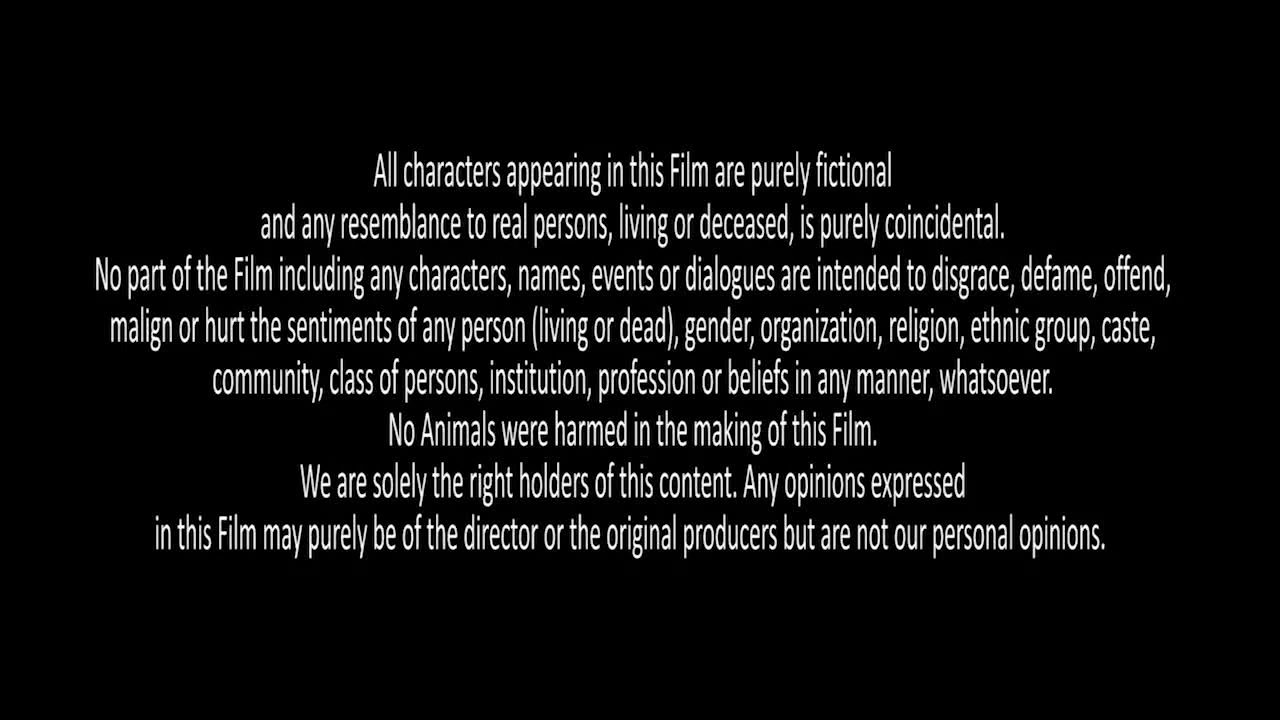 All characters appearing in this Film are purely fictional
and any resemblance to real persons, living or deceased, is purely coincidental.
No part of the Film including any characters, names, events or dialogues are intended to disgrace, defame, offend,
malign or hurt the sentiments of any person (living or dead), gender, organization, religion, ethnic group, caste,
community, class of persons, institution, profession or beliefs in any manner, whatsoever.
No Animals were harmed in the making of this Film.
We are solely the right holders of this content. Any opinions expressed
in this Film may purely be of the director or the original producers but are not our personal opinions.